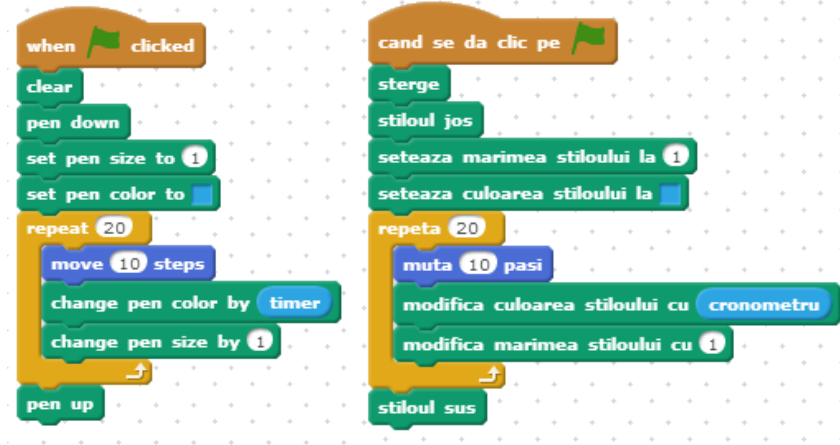 when clicked
clear
pen down
set pen size to 1
set pen color to
repeat 20
move 10 steps
change pen color by timer
change pen size by 1
pen up
cand se da clic pe
sterge
stiloul jos
seteaza marimea stiloului la 1
seteaza culoarea stiloului la
repeta 20
muta 10 pasi
modifica culoarea stiloului cu cronometru
modifica marimea stiloului cu 1
stiloul sus